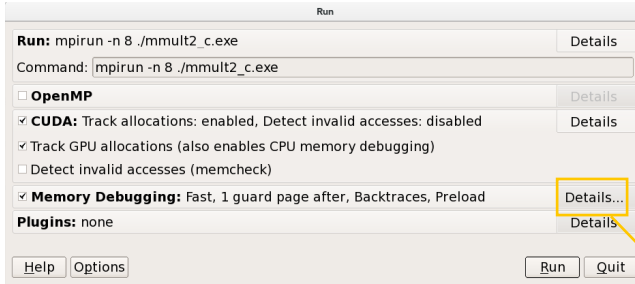 Run
Run: mpirun -n 8 ./mmult2_c.exe Details
Command: mpirun -n 8 ./mmult2_c.exe
OpenMP Details
CUDA: Track allocations: enabled, Detect invalid accesses: disabled Details
Track GPU allocations (also enables CPU memory debugging)
Detect invalid accesses (memcheck)
Memory Debugging: Fast, 1 guard page after, Backtraces, Preload Details...
Plugins: none Details
Help Options Run Quit